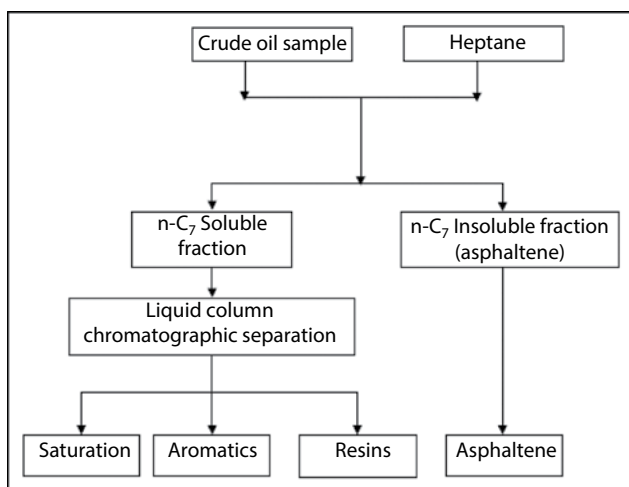 Crude oil sample
Heptane
n-C₇ Soluble
fraction
n-C₇ Insoluble fraction
(asphaltene)
Liquid column
chromatographic separation
Saturation
Aromatics
Resins
Asphaltene